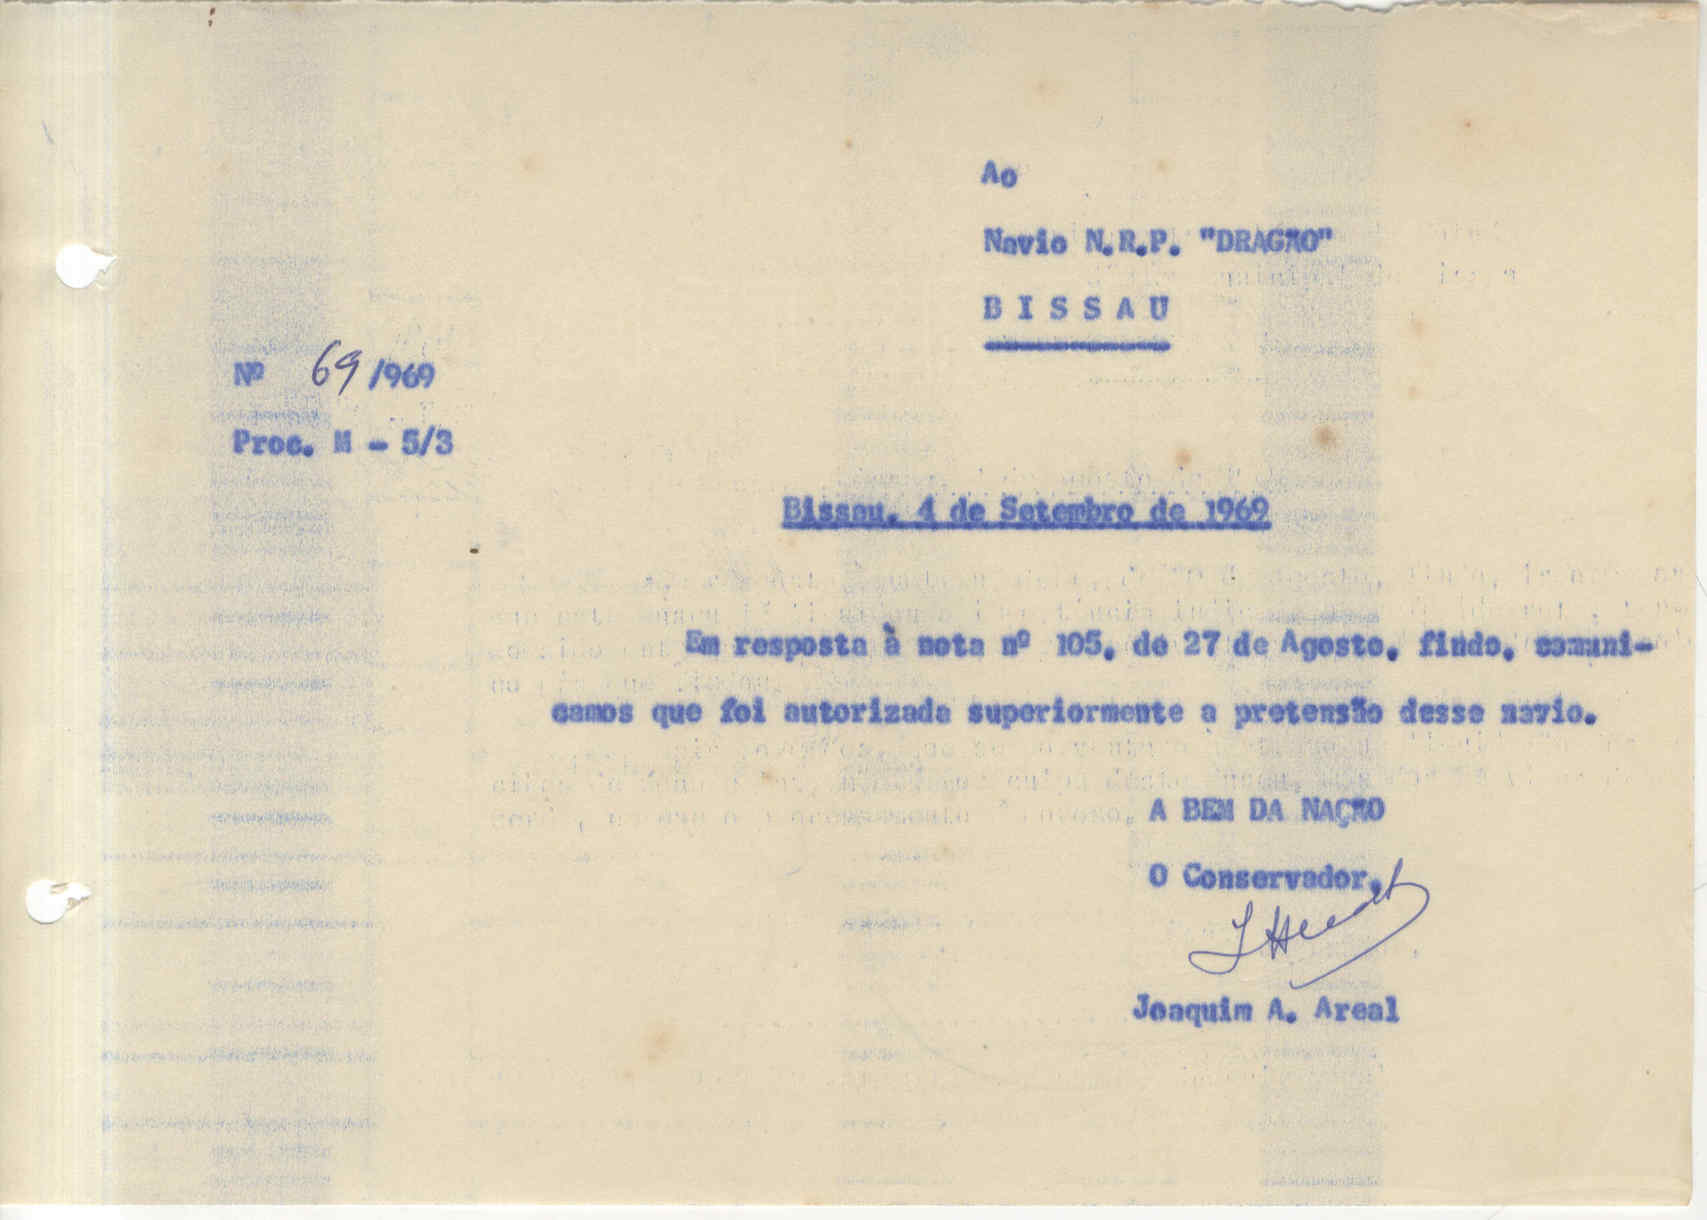 Ao
Navio N.R.P. "DRAGÃO"
B I S S A U
Nº 69/969
Proc. M - 5/3
Bissau, 4 de Setembro de 1969
Em resposta à nota nº 105, de 27 de Agosto, findo, comuni-
camos que foi autorizada superiormente a pretensão desse navio.
A BEM DA NAÇÃO
O Conservador,
Joaquim A. Areal